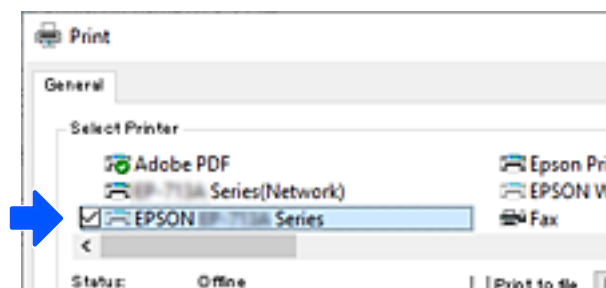 Print
General
Select Printer
Adobe PDF
Epson Pri
Series(Network)
EPSON W
EPSON Series
Fax
Status: Offline
Print to file